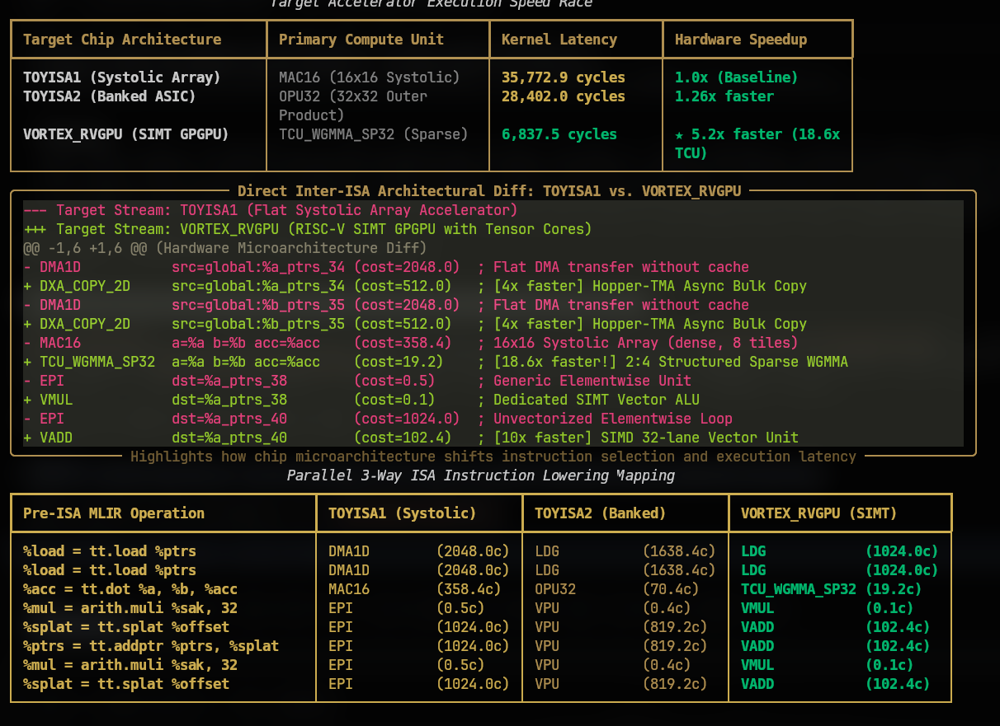 Target Accelerator Execution Speed Race
Target Chip Architecture Primary Compute Unit Kernel Latency Hardware Speedup
TOYISA1 (Systolic Array) MAC16 (16x16 Systolic) 35,772.9 cycles 1.0x (Baseline)
TOYISA2 (Banked ASIC) OPU32 (32x32 Outer 28,402.0 cycles 1.26x faster
Product)
VORTEX_RVGPU (SIMT GPGPU) TCU_WGMMA_SP32 (Sparse) 6,837.5 cycles ★ 5.2x faster (18.6x
TCU)
Direct Inter-ISA Architectural Diff: TOYISA1 vs. VORTEX_RVGPU
--- Target Stream: TOYISA1 (Flat Systolic Array Accelerator)
+++ Target Stream: VORTEX_RVGPU (RISC-V SIMT GPGPU with Tensor Cores)
@@ -1,6 +1,6 @@ (Hardware Microarchitecture Diff)
- DMA1D src=global:%a_ptrs_34 (cost=2048.0) ; Flat DMA transfer without cache
+ DXA_COPY_2D src=global:%a_ptrs_34 (cost=512.0) ; [4x faster] Hopper-TMA Async Bulk Copy
- DMA1D src=global:%b_ptrs_35 (cost=2048.0) ; Flat DMA transfer without cache
+ DXA_COPY_2D src=global:%b_ptrs_35 (cost=512.0) ; [4x faster] Hopper-TMA Async Bulk Copy
- MAC16 a=%a b=%b acc=%acc (cost=358.4) ; 16x16 Systolic Array (dense, 8 tiles)
+ TCU_WGMMA_SP32 a=%a b=%b acc=%acc (cost=19.2) ; [18.6x faster!] 2:4 Structured Sparse WGMMA
- EPI dst=%a_ptrs_38 (cost=0.5) ; Generic Elementwise Unit
+ VMUL dst=%a_ptrs_38 (cost=0.1) ; Dedicated SIMT Vector ALU
- EPI dst=%a_ptrs_40 (cost=1024.0) ; Unvectorized Elementwise Loop
+ VADD dst=%a_ptrs_40 (cost=102.4) ; [10x faster] SIMD 32-lane Vector Unit
Highlights how chip microarchitecture shifts instruction selection and execution latency
Parallel 3-Way ISA Instruction Lowering Mapping
Pre-ISA MLIR Operation TOYISA1 (Systolic) TOYISA2 (Banked) VORTEX_RVGPU (SIMT)
%load = tt.load %ptrs DMA1D (2048.0c) LDG (1638.4c) LDG (1024.0c)
%load = tt.load %ptrs DMA1D (2048.0c) LDG (1638.4c) LDG (1024.0c)
%acc = tt.dot %a, %b, %acc MAC16 (358.4c) OPU32 (70.4c) TCU_WGMMA_SP32 (19.2c)
%mul = arith.muli %sak, 32 EPI (0.5c) VPU (0.4c) VMUL (0.1c)
%splat = tt.splat %offset EPI (1024.0c) VPU (819.2c) VADD (102.4c)
%ptrs = tt.addptr %ptrs, %splat EPI (1024.0c) VPU (819.2c) VADD (102.4c)
%mul = arith.muli %sak, 32 EPI (0.5c) VPU (0.4c) VMUL (0.1c)
%splat = tt.splat %offset EPI (1024.0c) VPU (819.2c) VADD (102.4c)